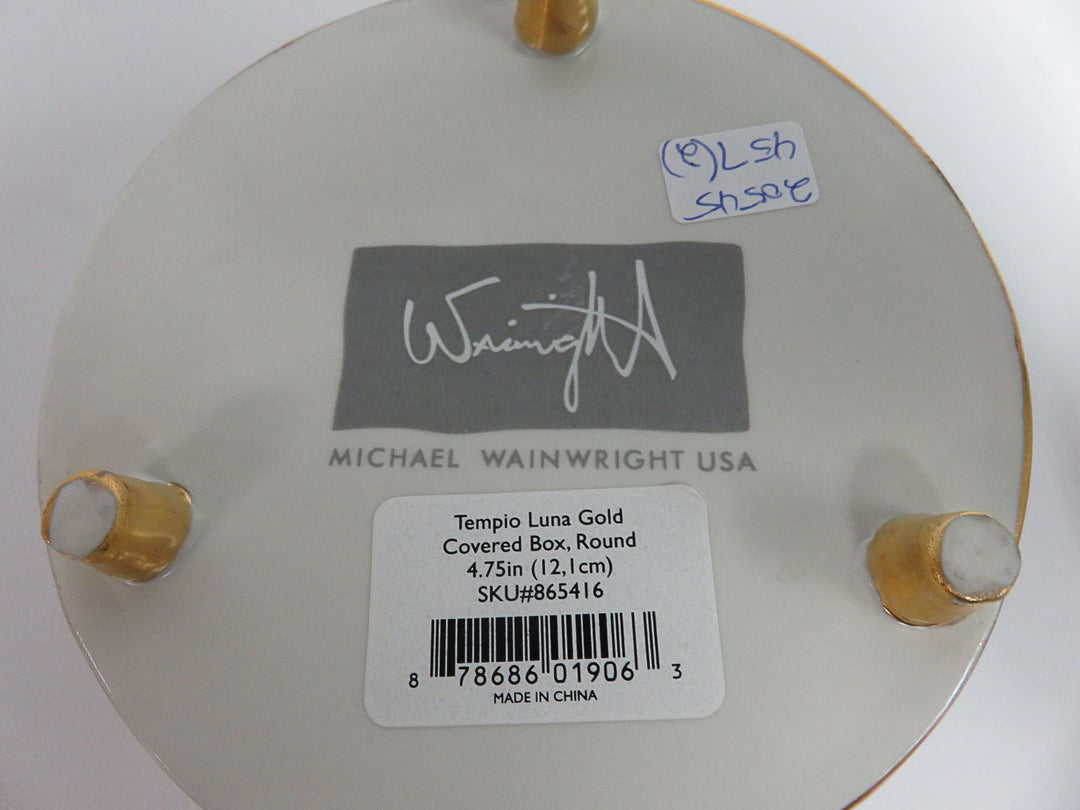 Wainwright
MICHAEL WAINWRIGHT USA
Tempio Luna Gold
Covered Box, Round
4.75in (12,1cm)
SKU#865416
8 78686 01906 3
MADE IN CHINA